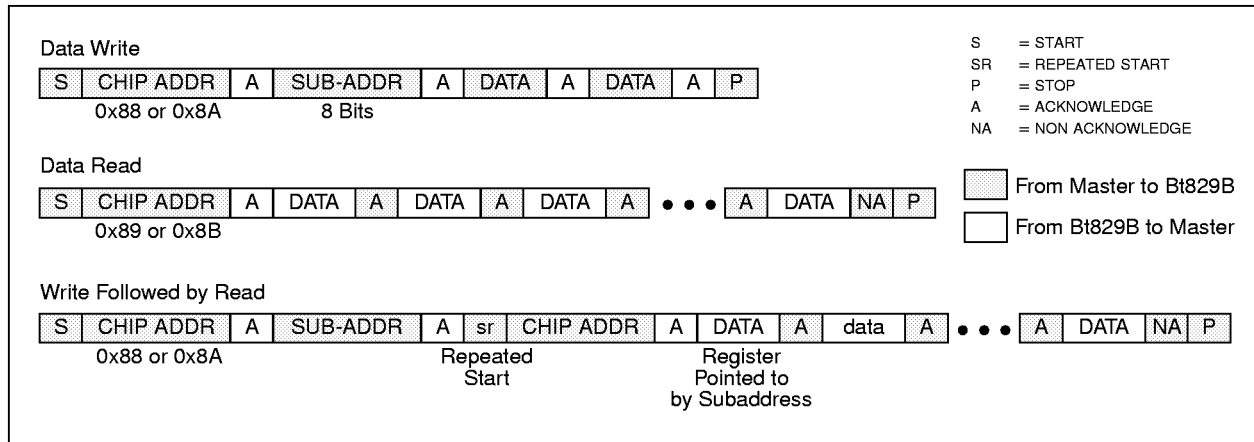 Data Write
S CHIP ADDR A SUB-ADDR A DATA A DATA A P
0x88 or 0x8A 8 Bits
S = START
SR = REPEATED START
P = STOP
A = ACKNOWLEDGE
NA = NON ACKNOWLEDGE
Data Read
S CHIP ADDR A DATA A DATA A DATA A ••• A DATA NA P
0x89 or 0x8B
From Master to Bt829B
From Bt829B to Master
Write Followed by Read
S CHIP ADDR A SUB-ADDR A sr CHIP ADDR A DATA A data A ••• A DATA NA P
0x88 or 0x8A
Repeated
Start
Register
Pointed to
by Subaddress